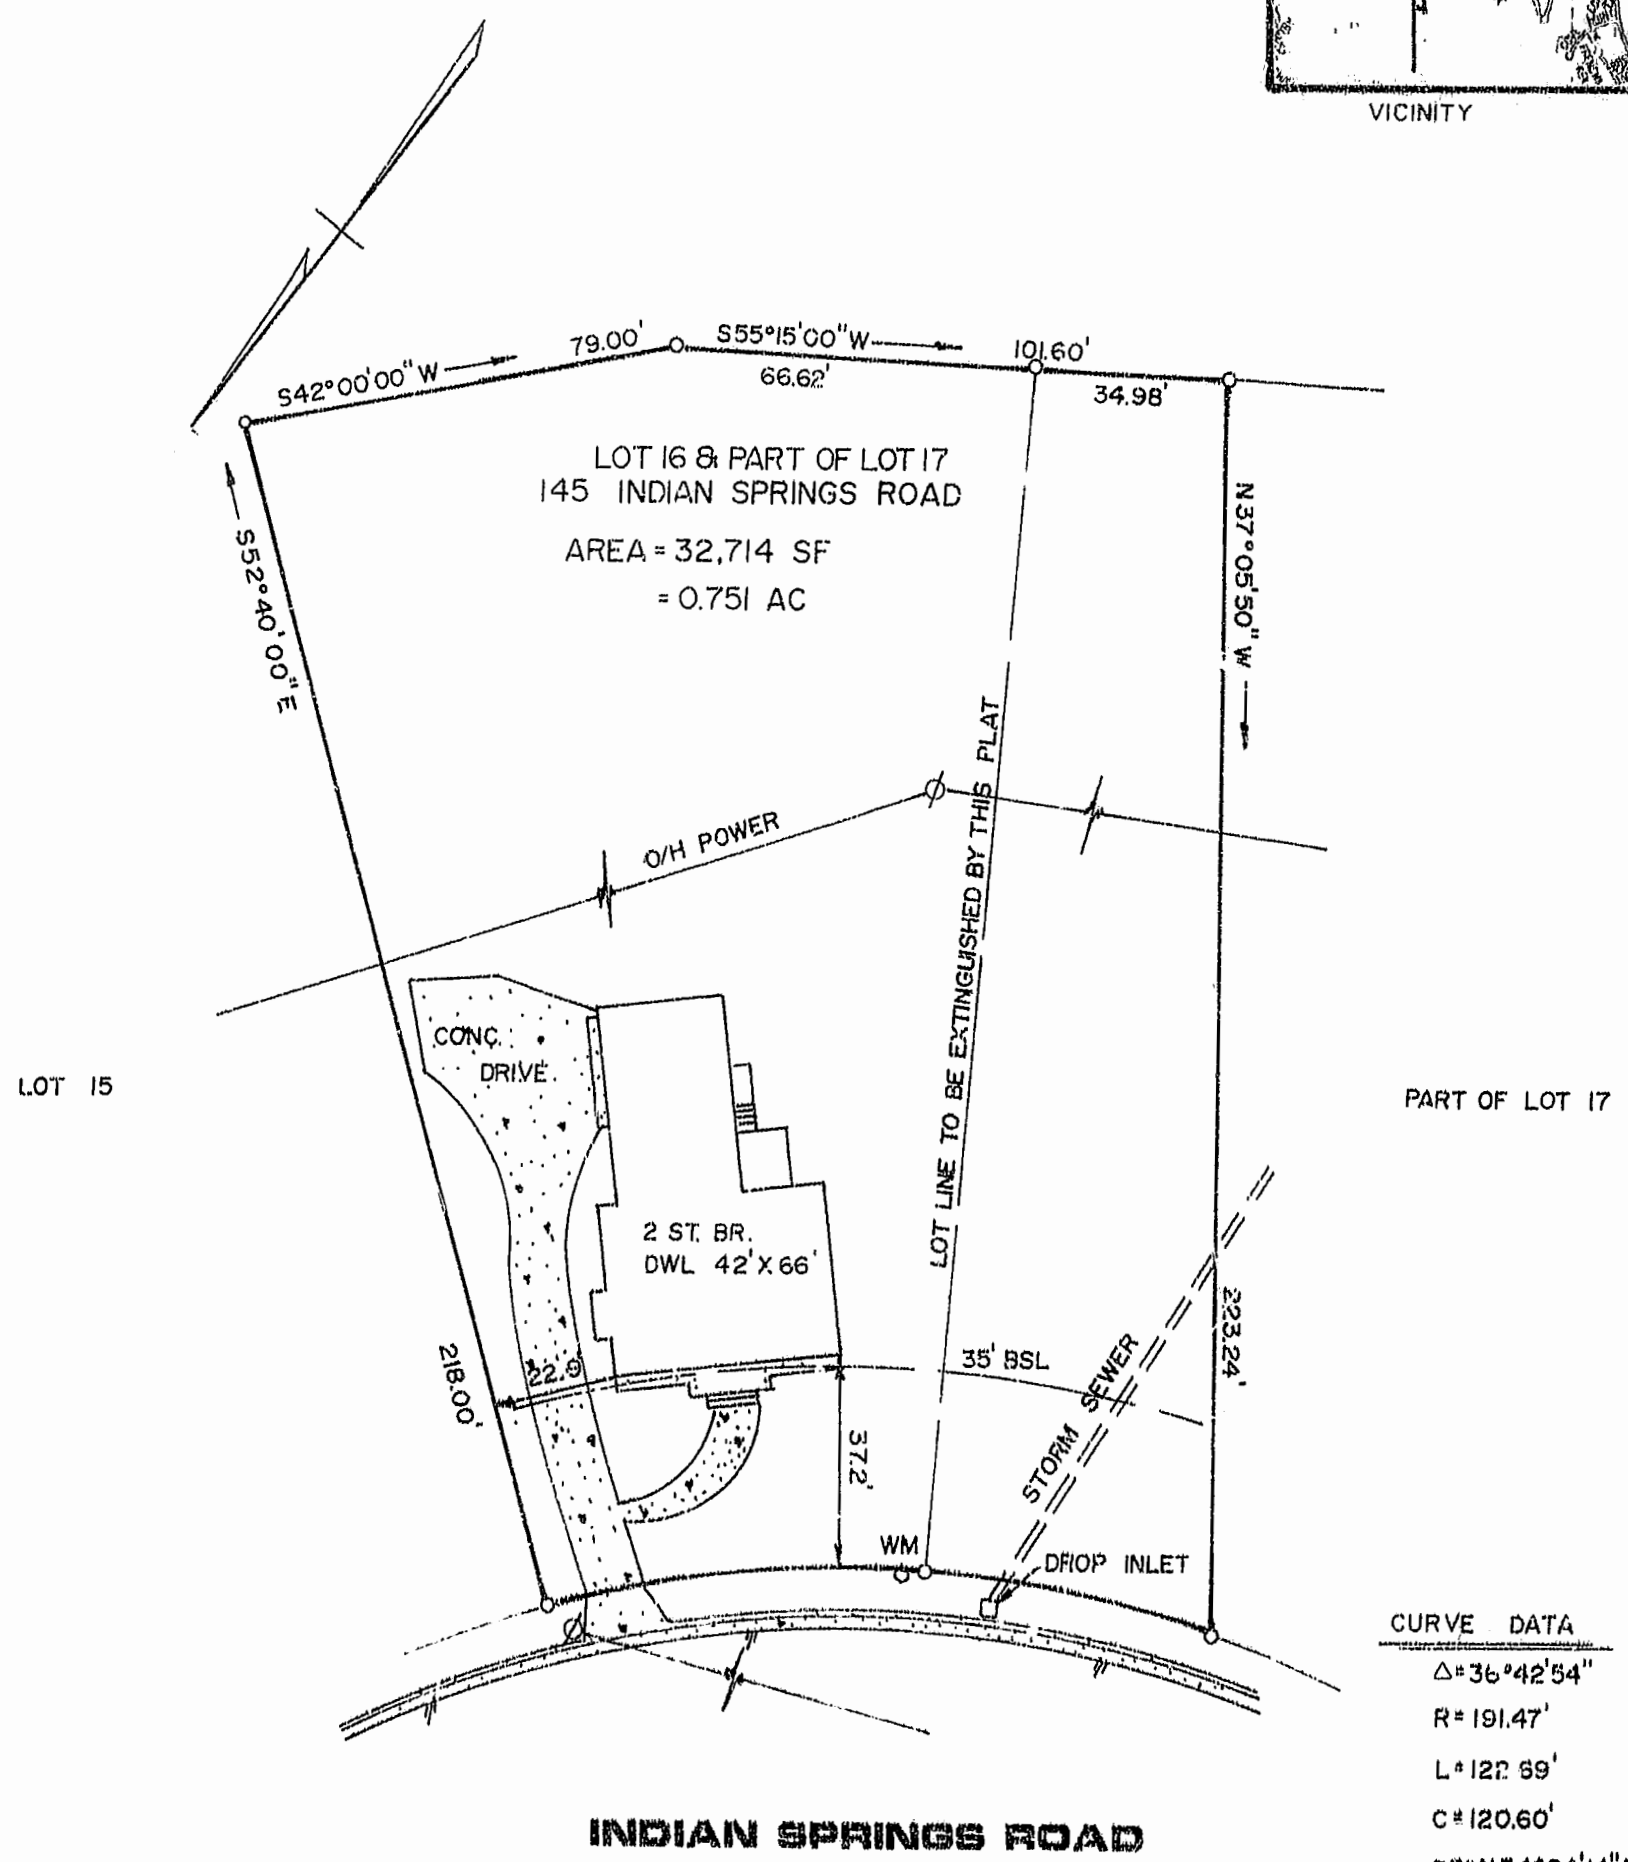 VICINITY
S42°00'00"W
79.00'
S55°15'00"W
101.60'
66.62'
34.98'
LOT 16 & PART OF LOT 17
145 INDIAN SPRINGS ROAD
AREA = 32,714 SF
= 0.751 AC
S52°40'00"E
N37°05'50"W
O/H POWER
LOT LINE TO BE EXTINGUISHED BY THIS PLAT
CONC.
DRIVE
LOT 15
PART OF LOT 17
2 ST. BR.
DWL 42'X66'
218.00'
223.24'
35' BSL
STORM SEWER
37.2'
WM
DROP INLET
CURVE DATA
Δ=36°42'54"
R=191.47'
C=120.60'
INDIAN SPRINGS ROAD